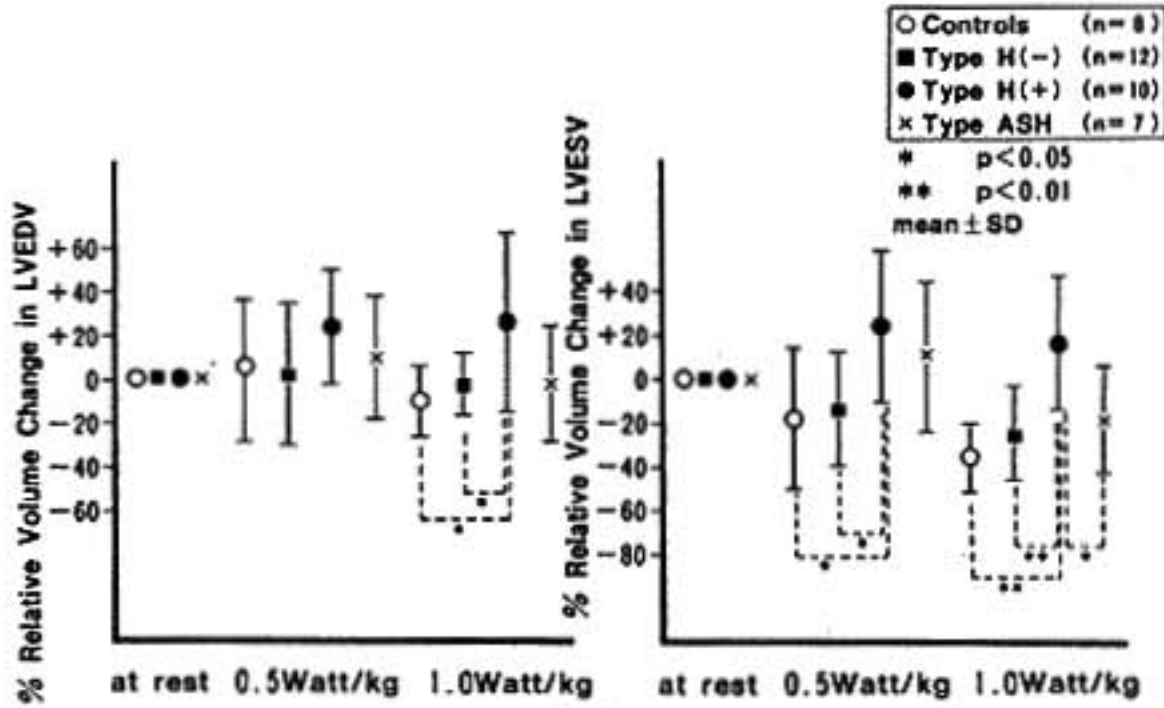 ○ Controls (n=8)
■ Type H(-) (n=12)
● Type H(+) (n=10)
× Type ASH (n=7)
* p<0.05
** p<0.01
mean±SD
% Relative Volume Change in LVEDV
+60
+40
+20
0
-20
-40
-60
at rest 0.5Watt/kg 1.0Watt/kg
*
*
% Relative Volume Change in LVESV
+40
+20
0
-20
-40
-60
-80
*
*
**
*
**
at rest 0.5Watt/kg 1.0Watt/kg